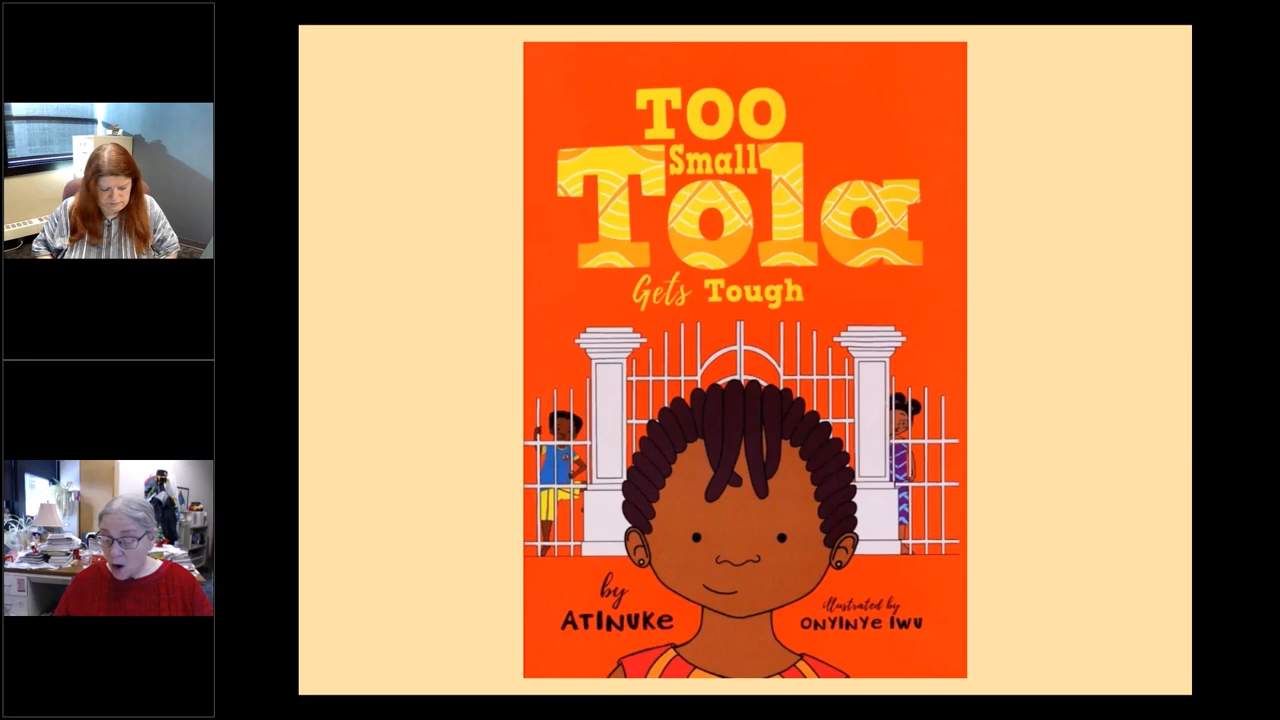 TOO
Small
Tola
Gets Tough
by
ATINUKE
illustrated by
ONYINYE IWU